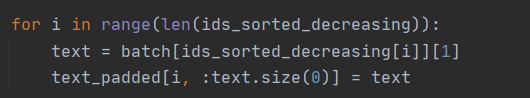 for i in range(len(ids_sorted_decreasing)):
    text = batch[ids_sorted_decreasing[i]][1]
    text_padded[i, :text.size(0)] = text